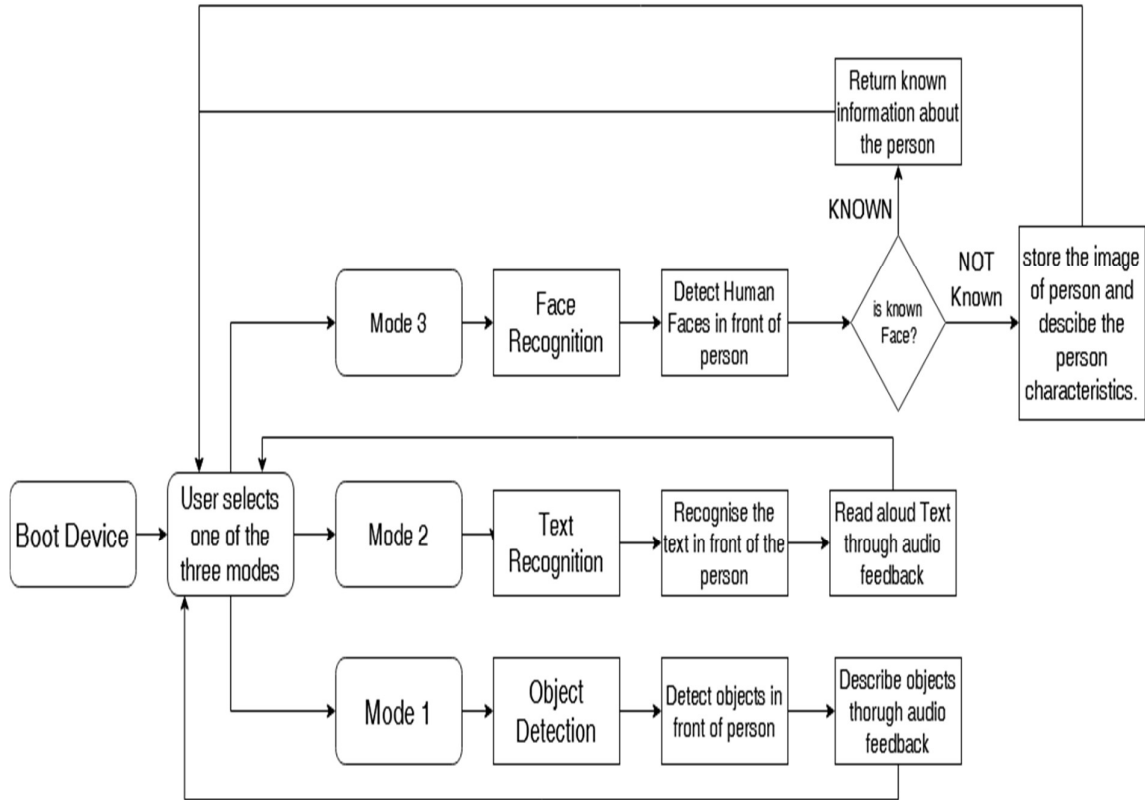 Return known
information about
the person
KNOWN
NOT
Known
store the image
of person and
descibe the
person
characteristics.
Mode 3
Face
Recognition
Detect Human
Faces in front of
person
is known
Face?
Boot Device
User selects
one of the
three modes
Mode 2
Text
Recognition
Recognise the
text in front of the
person
Read aloud Text
through audio
feedback
Mode 1
Object
Detection
Detect objects in
front of person
Describe objects
thorugh audio
feedback